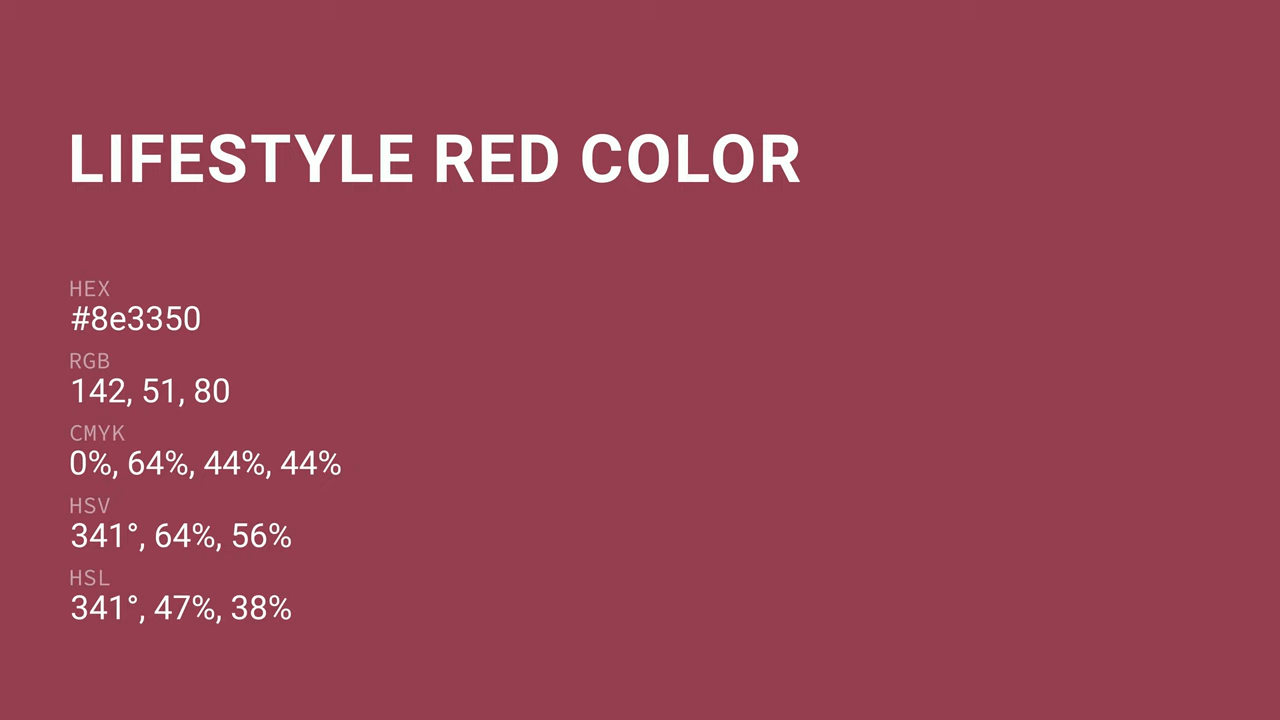 LIFESTYLE RED COLOR
HEX
#8e3350
RGB
142, 51, 80
CMYK
0%, 64%, 44%, 44%
HSV
341°, 64%, 56%
HSL
341°, 47%, 38%